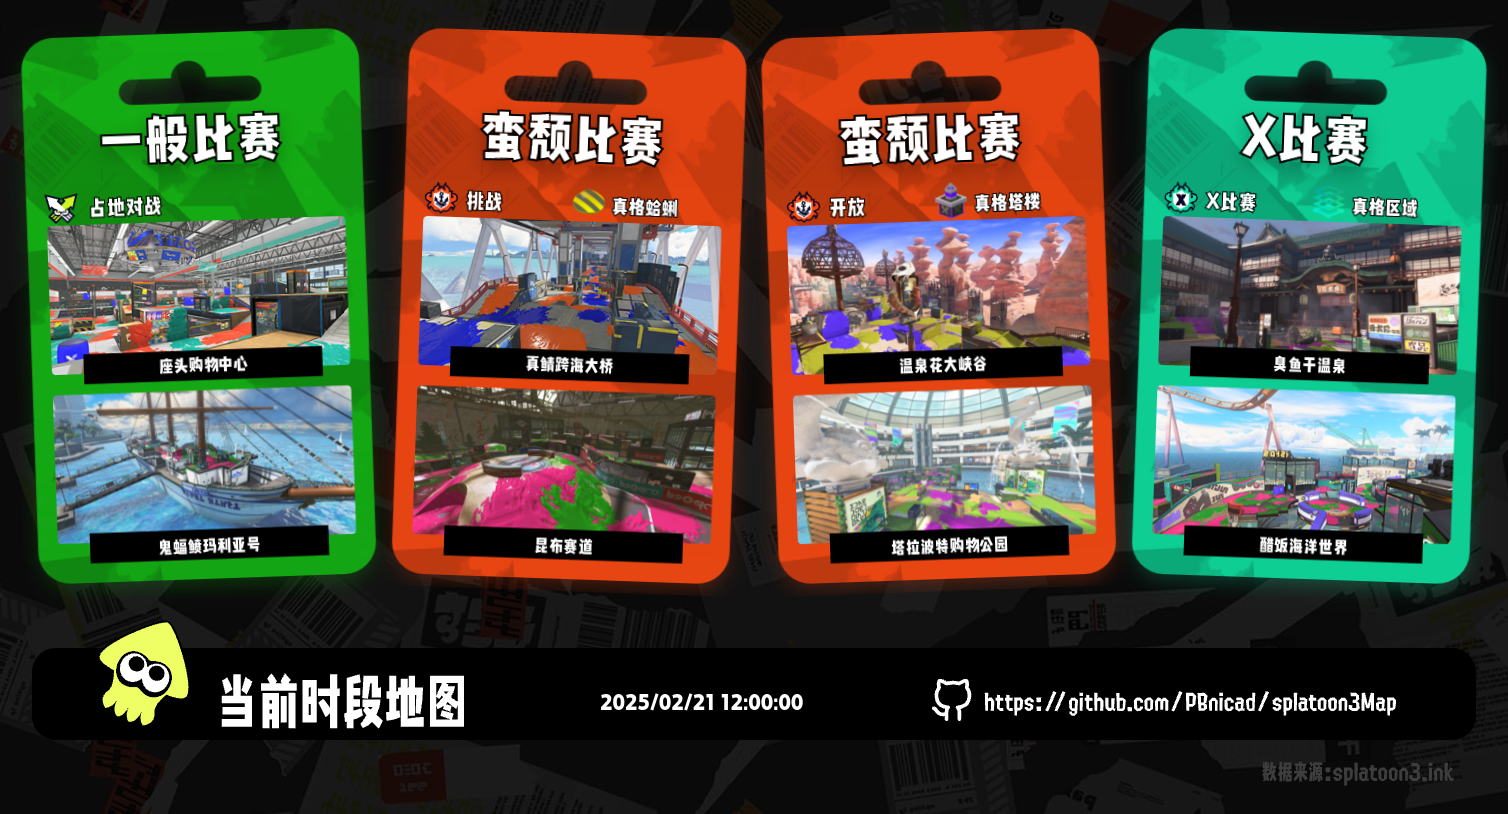 一般比赛
占地对战
座头购物中心
鬼蝠鲼玛利亚号
蛮颓比赛
挑战
真格蛤蜊
真鲭跨海大桥
昆布赛道
蛮颓比赛
开放
真格塔楼
温泉花大峡谷
塔拉波特购物公园
X比赛
X比赛
真格区域
臭鱼干温泉
醋饭海洋世界
当前时段地图
2025/02/21 12:00:00
https://github.com/PBnicad/splatoon3Map
数据来源:splatoon3.ink